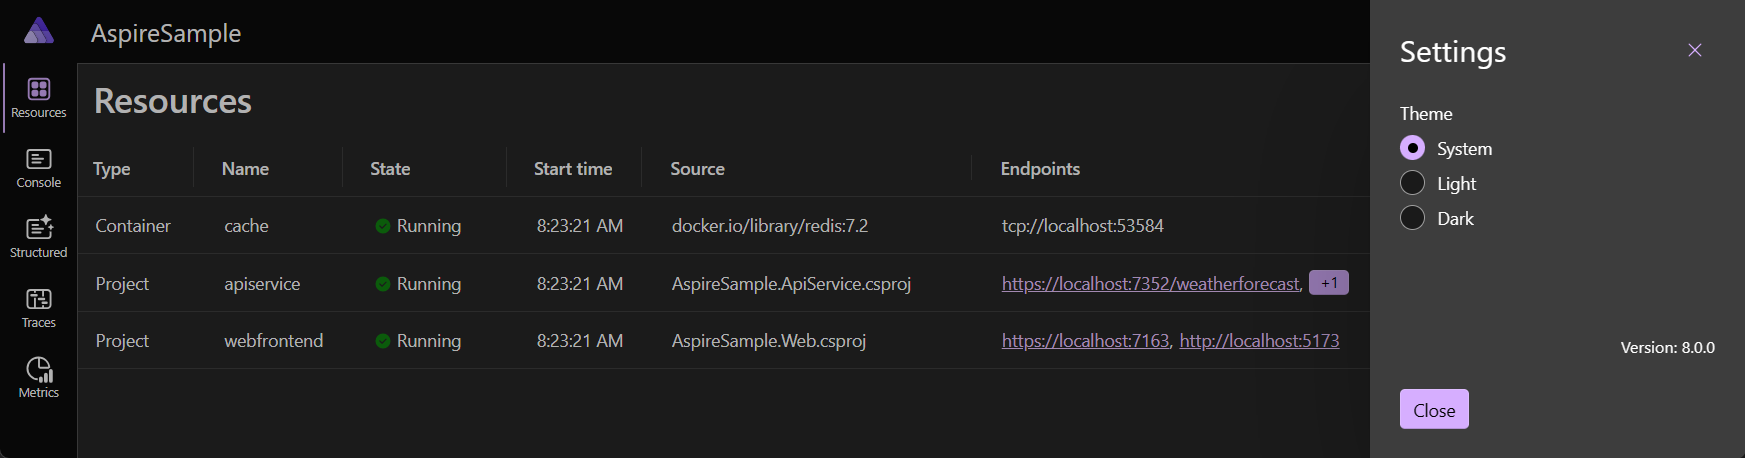 AspireSample
Resources
Console
Structured
Traces
Metrics
Resources
Type Name State Start time Source Endpoints
Container cache Running 8:23:21 AM docker.io/library/redis:7.2 tcp://localhost:53584
Project apiservice Running 8:23:21 AM AspireSample.ApiService.csproj https://localhost:7352/weatherforecast, +1
Project webfrontend Running 8:23:21 AM AspireSample.Web.csproj https://localhost:7163, http://localhost:5173
Settings
Theme
System
Light
Dark
Version: 8.0.0
Close